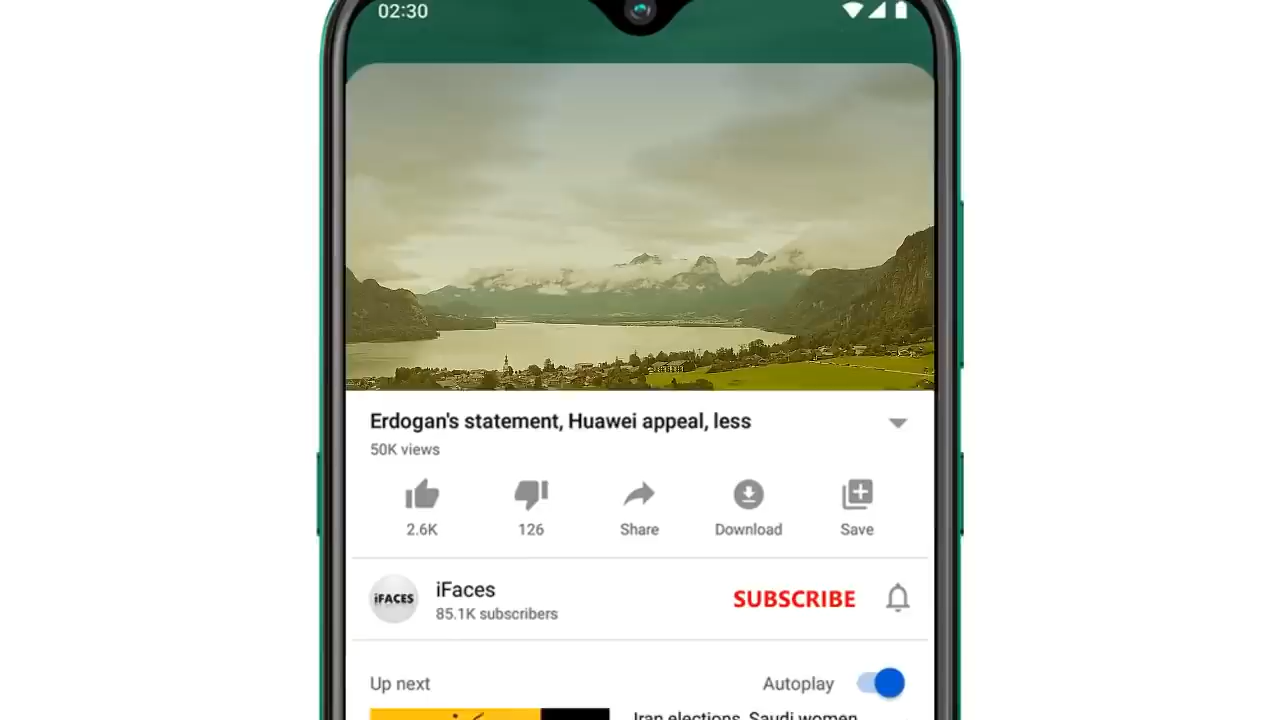 02:30
Erdogan's statement, Huawei appeal, less
50K views
2.6K
126
Share
Download
Save
iFACES
iFaces
85.1K subscribers
SUBSCRIBE
Up next
Autoplay
Iran elections, Saudi women